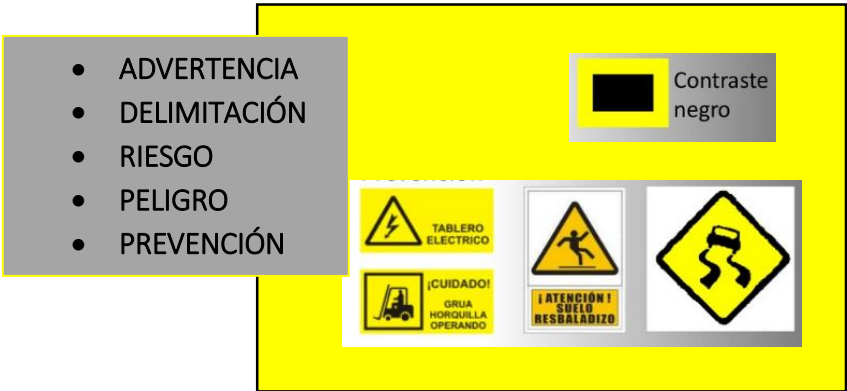 • ADVERTENCIA
• DELIMITACIÓN
• RIESGO
• PELIGRO
• PREVENCIÓN
Contraste
negro
TABLERO
ELECTRICO
¡CUIDADO!
GRUA
HORQUILLA
OPERANDO
¡ATENCIÓN!
SUELO
RESBALADIZO